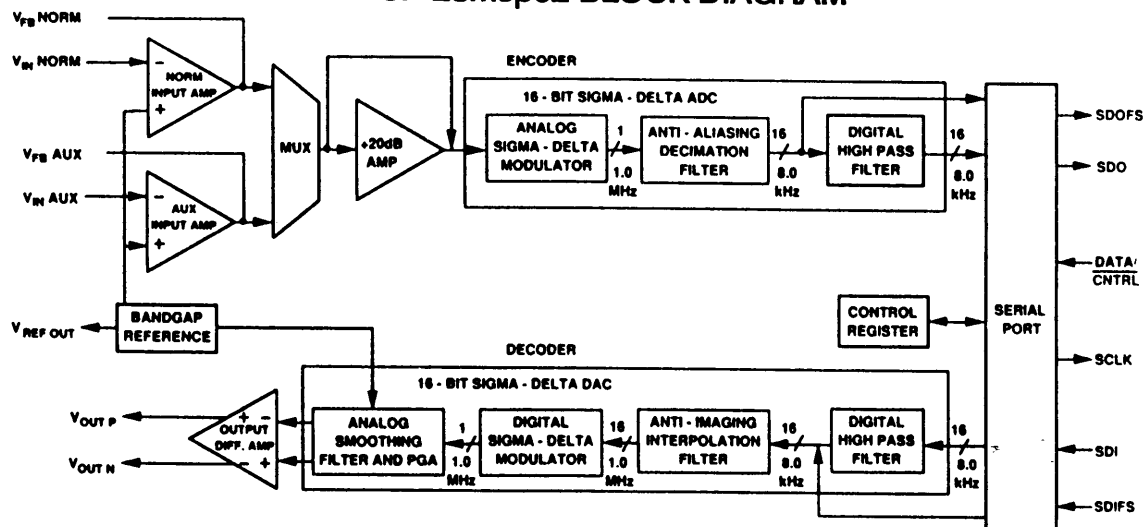 BLOCK DIAGRAM
V_FB NORM
V_IN NORM
NORM
INPUT AMP
- 
+
V_FB AUX
V_IN AUX
AUX
INPUT AMP
-
+
MUX
+20dB
AMP
ENCODER
16 - BIT SIGMA - DELTA ADC
ANALOG
SIGMA - DELTA
MODULATOR
1
1.0
MHz
ANTI - ALIASING
DECIMATION
FILTER
16
8.0
kHz
DIGITAL
HIGH PASS
FILTER
16
8.0
kHz
SERIAL
PORT
SDOFS
SDO
DATA/
CNTRL
SCLK
SDI
SDIFS
CONTROL
REGISTER
BANDGAP
REFERENCE
V_REF OUT
DECODER
16 - BIT SIGMA - DELTA DAC
V_OUT P
V_OUT N
+ -
OUTPUT
DIFF. AMP
- +
ANALOG
SMOOTHING
FILTER AND PGA
1
1.0
MHz
DIGITAL
SIGMA - DELTA
MODULATOR
16
1.0
MHz
ANTI - IMAGING
INTERPOLATION
FILTER
16
8.0
kHz
DIGITAL
HIGH PASS
FILTER
16
8.0
kHz